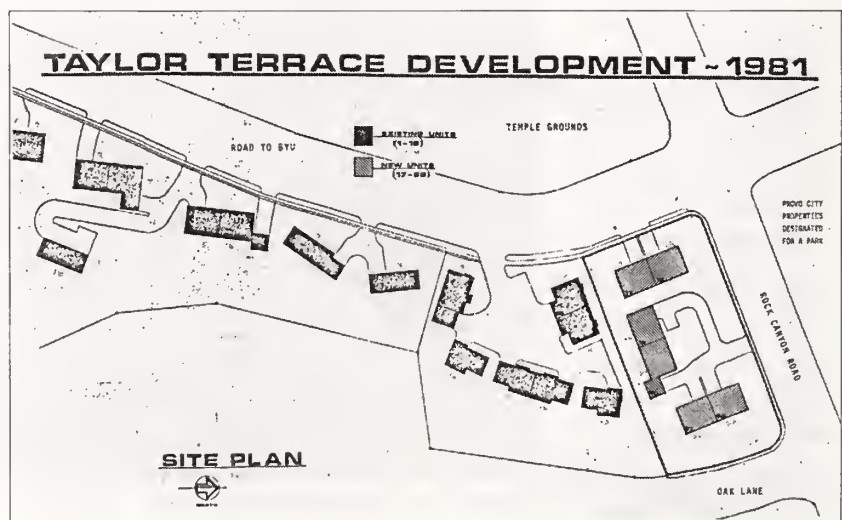 TAYLOR TERRACE DEVELOPMENT ~ 1981
ROAD TO BYU
EXISTING UNITS
NEW UNITS
TEMPLE GROUNDS
PROVO CITY
PROPERTIES
DESIGNATED
FOR A PARK
ROCK CANYON ROAD
SITE PLAN
NORTH
OAK LANE